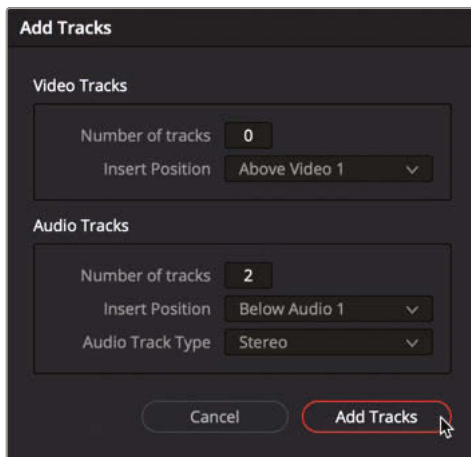 Add Tracks
Video Tracks
Number of tracks 0
Insert Position Above Video 1
Audio Tracks
Number of tracks 2
Insert Position Below Audio 1
Audio Track Type Stereo
Cancel Add Tracks